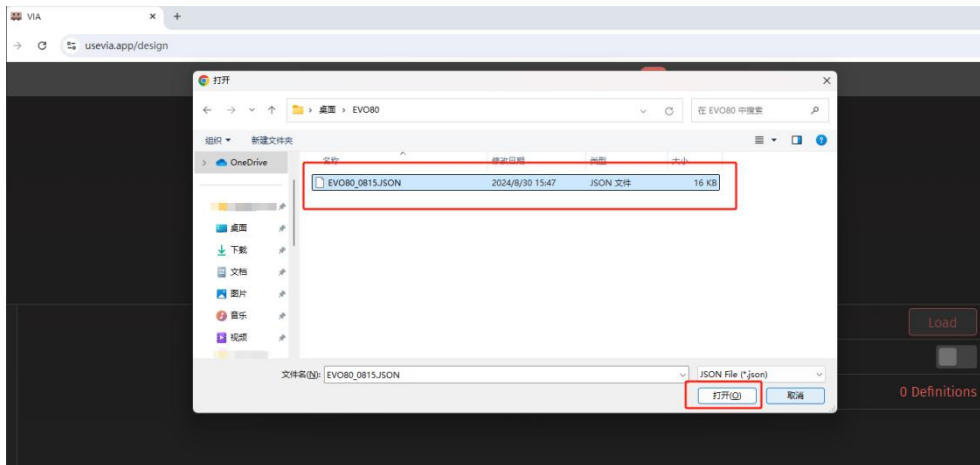 VIA
usevia.app/design
打开
桌面 > EVO80
在 EVO80 中搜索
组织 新建文件夹
OneDrive
名称 修改日期 类型 大小
EVO80_0815.JSON 2024/8/30 15:47 JSON 文件 16 KB
桌面
下载
文档
图片
音乐
视频
Load
0 Definitions
文件名(N): EVO80_0815.JSON JSON File (*.json)
打开(O) 取消